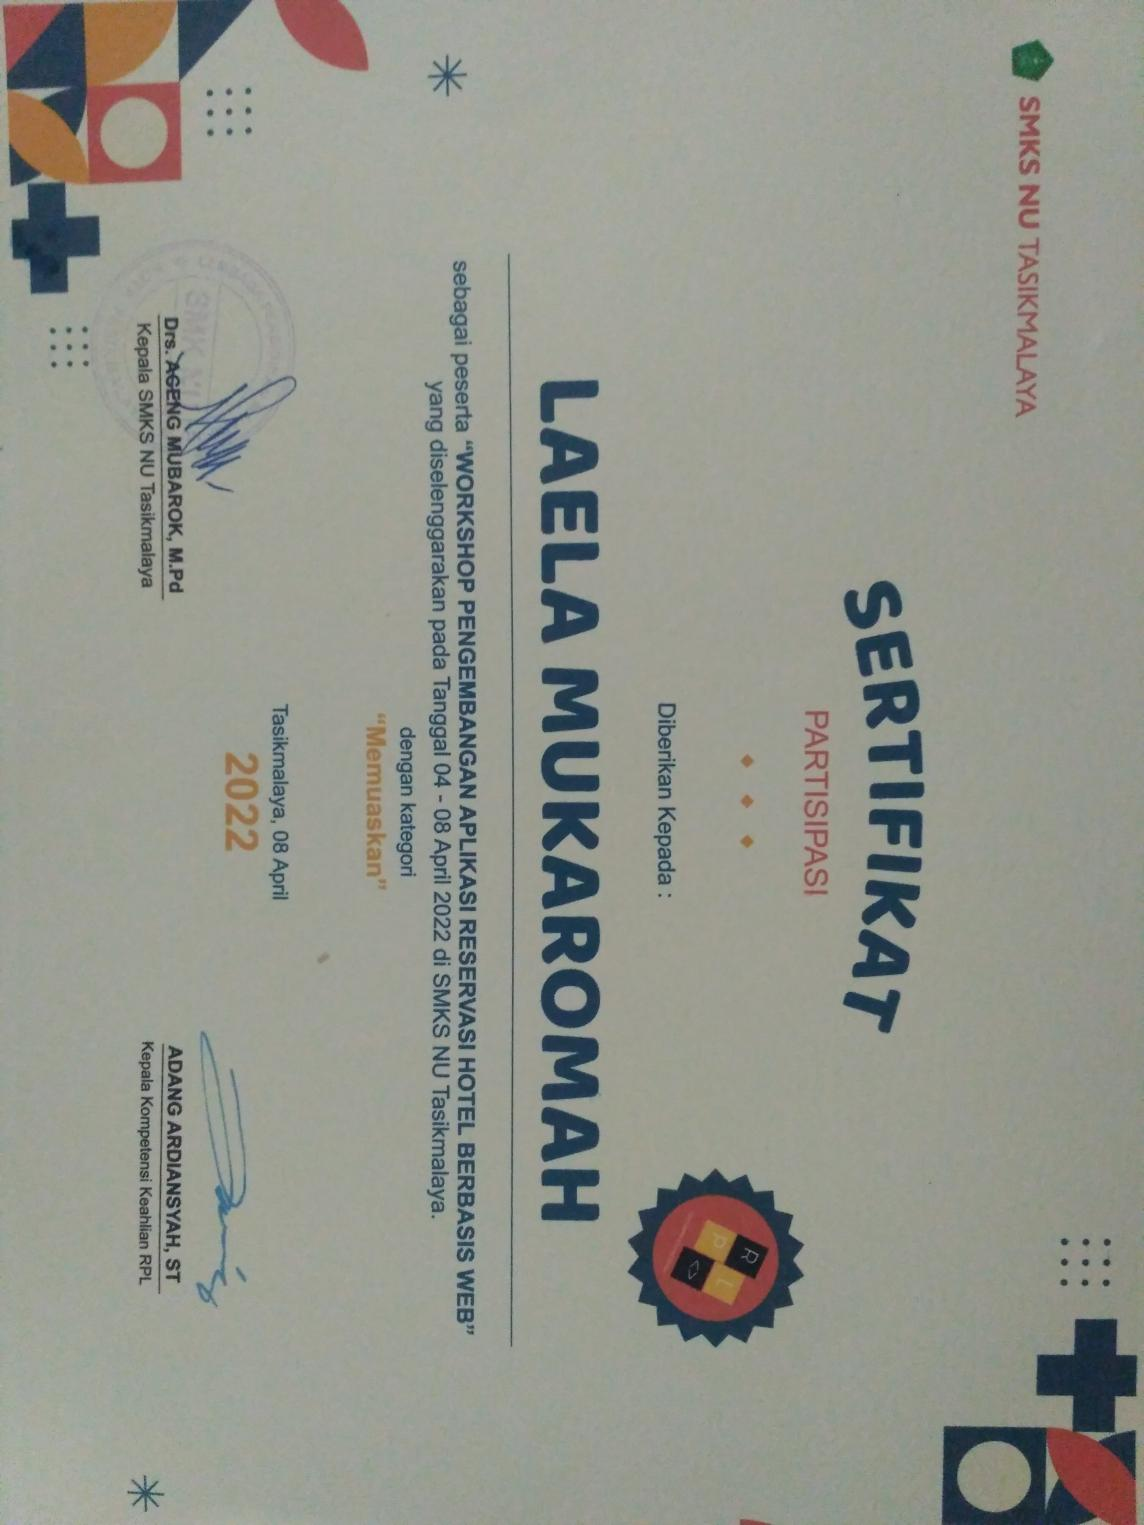 SMKS NU TASIKMALAYA
SERTIFIKAT
PARTISIPASI
Diberikan Kepada :
LAELA MUKAROMAH
sebagai peserta “WORKSHOP PENGEMBANGAN APLIKASI RESERVASI HOTEL BERBASIS WEB”
yang diselenggarakan pada Tanggal 04 - 08 April 2022 di SMKS NU Tasikmalaya.
dengan kategori
“Memuaskan”
Tasikmalaya, 08 April
2022
Drs. AGENG MUBAROK, M.Pd
Kepala SMKS NU Tasikmalaya
ADANG ARDIANSYAH, ST
Kepala Kompetensi Keahlian RPL
R
P L
<>
SMK NU